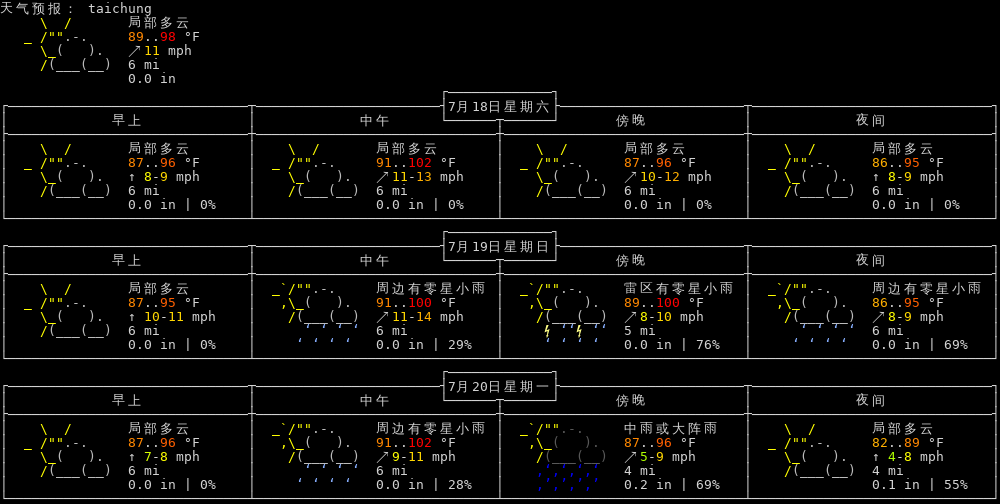 天气预报： taichung
局部多云
89..98 °F
↗11 mph
6 mi
0.0 in
7月18日星期六
早上 中午 傍晚 夜间
局部多云 局部多云 局部多云 局部多云
87..96 °F 91..102 °F 87..96 °F 86..95 °F
↑ 8-9 mph ↗11-13 mph ↗10-12 mph ↑ 8-9 mph
6 mi 6 mi 6 mi 6 mi
0.0 in | 0% 0.0 in | 0% 0.0 in | 0% 0.0 in | 0%
7月19日星期日
早上 中午 傍晚 夜间
局部多云 周边有零星小雨 雷区有零星小雨 周边有零星小雨
87..95 °F 91..100 °F 89..100 °F 86..95 °F
↑ 10-11 mph ↗11-14 mph ↗8-10 mph ↗8-9 mph
6 mi 6 mi 5 mi 6 mi
0.0 in | 0% 0.0 in | 29% 0.0 in | 76% 0.0 in | 69%
7月20日星期一
早上 中午 傍晚 夜间
局部多云 周边有零星小雨 中雨或大阵雨 局部多云
87..96 °F 91..102 °F 87..96 °F 82..89 °F
↑ 7-8 mph ↗9-11 mph ↗5-9 mph ↑ 4-8 mph
6 mi 6 mi 4 mi 4 mi
0.0 in | 0% 0.0 in | 28% 0.2 in | 69% 0.1 in | 55%